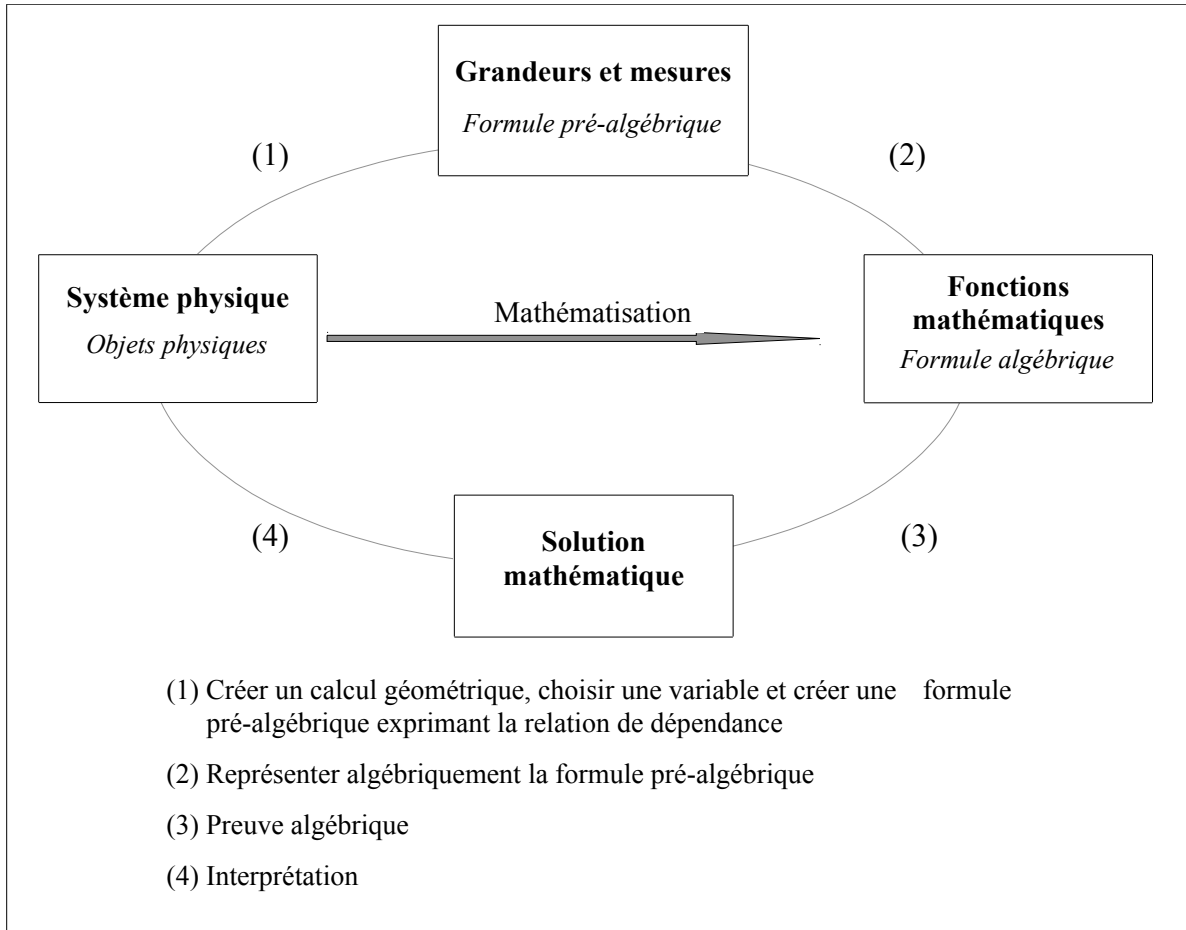 Grandeurs et mesures
Formule pré-algébrique
(1)
(2)
Système physique
Objets physiques
Mathématisation
Fonctions
mathématiques
Formule algébrique
(4)
Solution
mathématique
(3)
(1) Créer un calcul géométrique, choisir une variable et créer une formule
pré-algébrique exprimant la relation de dépendance
(2) Représenter algébriquement la formule pré-algébrique
(3) Preuve algébrique
(4) Interprétation